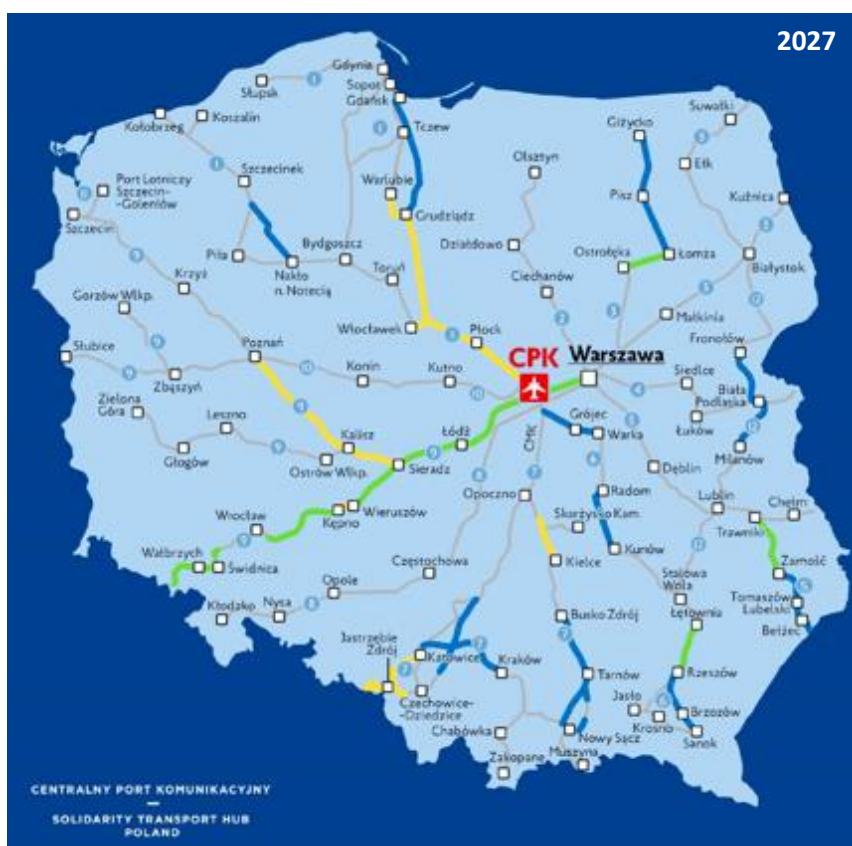 2027
Gdynia
Sopot
Gdańsk
Słupsk
Koszalin
Kołobrzeg
Tczew
Suwałki
Giżycko
Olsztyn
Ełk
Port Lotniczy
Szczecin-
-Goleniów
Szczecinek
Warlubie
Pisz
Kuźnica
Szczecin
Grudziądz
Działdowo
Ostrołęka
Łomża
Białystok
Piła
Nakło
n. Notecią
Bydgoszcz
Toruń
Krzyż
Ciechanów
Gorzów Wlkp.
Włocławek
Płock
Małkinia
Fronołów
Słubice
Poznań
CPK
Warszawa
Zbąszyń
Konin
Kutno
Siedlce
Biała
Podlaska
Zielona
Góra
Leszno
Łódź
Grójec
Warka
Łuków
Głogów
Kalisz
Ostrów Wlkp.
Sieradz
CMK
Milanów
Dęblin
Opoczno
Radom
Lublin
Chełm
Wrocław
Kępno
Wieruszów
Skarżysko Kam.
Trawniki
Wałbrzych
Świdnica
Częstochowa
Kielce
Kunów
Zamość
Opole
Stalowa
Wola
Tomaszów
Lubelski
Kłodzko
Nysa
Busko Zdrój
Łętownia
Bełżec
Jastrzębie
Zdrój
Katowice
Kraków
Tarnów
Rzeszów
Czechowice-
-Dziedzice
Jasło
Brzozów
Chabówka
Nowy Sącz
Krosno
Sanok
Zakopane
Muszyna
CENTRALNY PORT KOMUNIKACYJNY
SOLIDARITY TRANSPORT HUB
POLAND